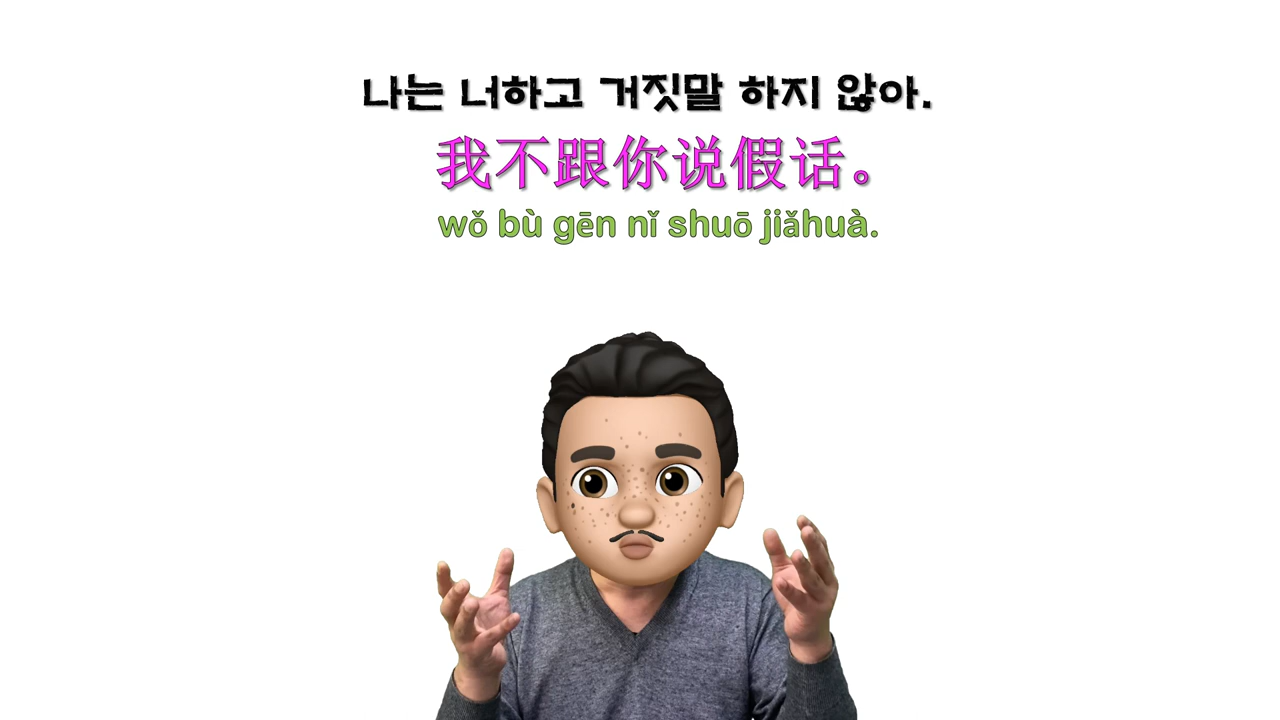 나는 너하고 거짓말 하지 않아.
我不跟你说假话。
wǒ bù gēn nǐ shuō jiǎhuà.